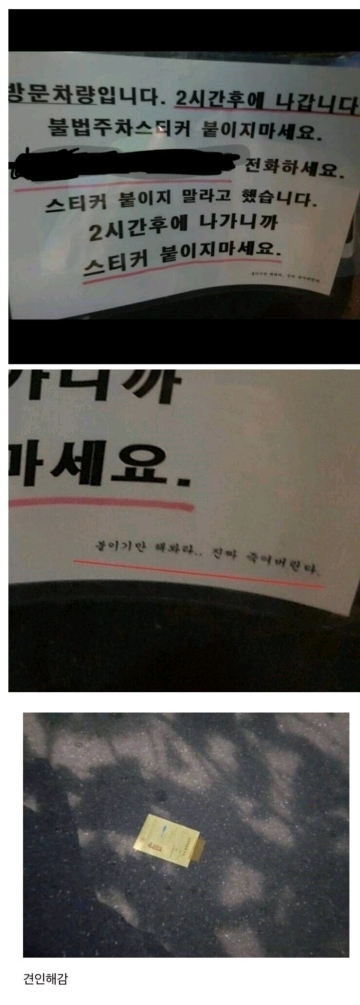 방문차량입니다. 2시간후에 나갑니다
불법주차스티커 붙이지마세요.
전화하세요.
스티커 붙이지 말라고 했습니다.
2시간후에 나가니까
스티커 붙이지마세요.
가니까
마세요.
붙이기만 해봐라.. 진짜 죽여버린다.
견인해감